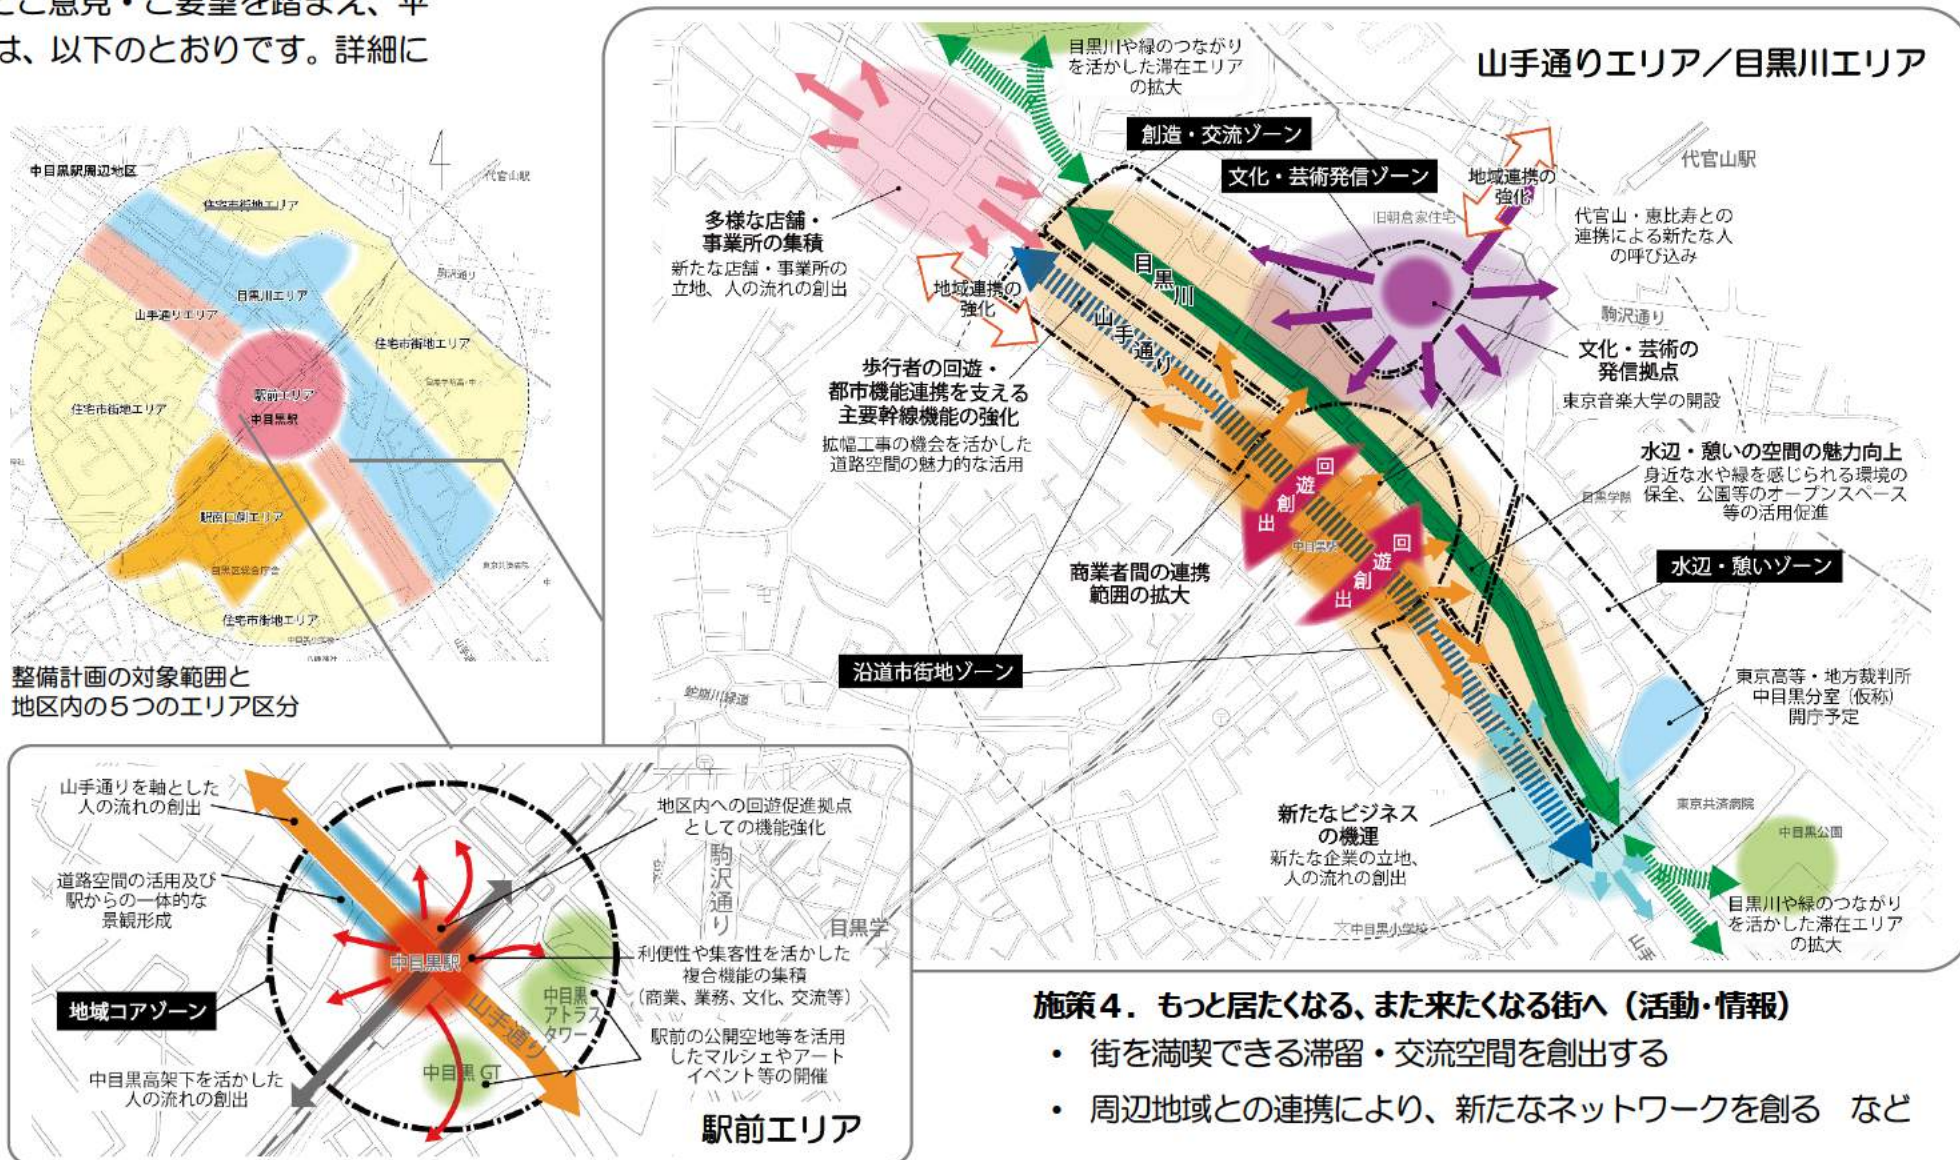 たご意見・ご要望を踏まえ、平
は、以下のとおりです。詳細に
中目黒駅周辺地区
代官山駅
住宅市街地エリア
駒沢通り
目黒川エリア
山手通りエリア
住宅市街地エリア
住宅市街地エリア
駅前エリア
中目黒駅
駅南口側エリア
目黒区総合庁舎
東京共済病院
中
住宅市街地エリア
整備計画の対象範囲と
地区内の5つのエリア区分
山手通りエリア/目黒川エリア
目黒川や緑のつながり
を活かした滞在エリア
の拡大
創造・交流ゾーン
文化・芸術発信ゾーン
地域連携の
強化
代官山駅
旧朝倉家住宅
代官山・恵比寿との
連携による新たな人
の呼び込み
多様な店舗・
事業所の集積
新たな店舗・事業所の
立地、人の流れの創出
地域連携の
強化
目黒川
山手通り
駒沢通り
文化・芸術の
発信拠点
東京音楽大学の開設
歩行者の回遊・
都市機能連携を支える
主要幹線機能の強化
拡幅工事の機会を活かした
道路空間の魅力的な活用
水辺・憩いの空間の魅力向上
身近な水や緑を感じられる環境の
保全、公園等のオープンスペース
等の活用促進
目黒学院
回遊創出
中目黒駅
回遊創出
商業者間の連携
範囲の拡大
水辺・憩いゾーン
沿道市街地ゾーン
蛇崩川緑道
東京高等・地方裁判所
中目黒分室(仮称)
開庁予定
新たなビジネス
の機運
新たな企業の立地、
人の流れの創出
東京共済病院
中目黒公園
中目黒小学校
目黒川や緑のつながり
を活かした滞在エリア
の拡大
山手通りを軸とした
人の流れの創出
地区内への回遊促進拠点
としての機能強化
駒沢通り
目黒学
道路空間の活用及び
駅からの一体的な
景観形成
中目黒駅
利便性や集客性を活かした
複合機能の集積
(商業、業務、文化、交流等)
地域コアゾーン
山手通り
中目黒
アトラス
タワー
駅前の公開空地等を活用
したマルシェやアート
イベント等の開催
中目黒 GT
中目黒高架下を活かした
人の流れの創出
駅前エリア
施策4. もっと居たくなる、また来たくなる街へ(活動・情報)
• 街を満喫できる滞留・交流空間を創出する
• 周辺地域との連携により、新たなネットワークを創る など